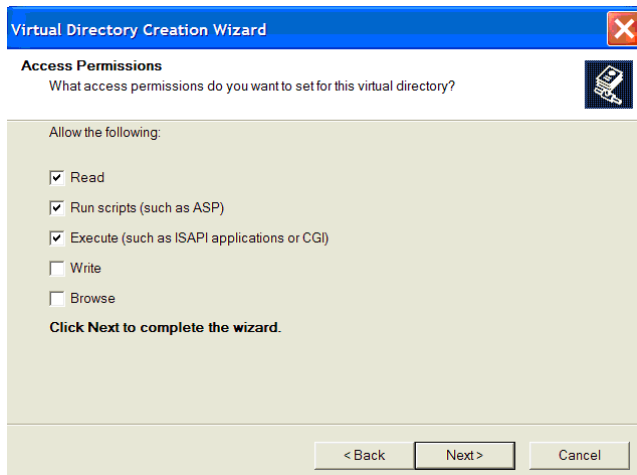 Virtual Directory Creation Wizard
Access Permissions
What access permissions do you want to set for this virtual directory?
Allow the following:
Read
Run scripts (such as ASP)
Execute (such as ISAPI applications or CGI)
Write
Browse
Click Next to complete the wizard.
< Back Next > Cancel